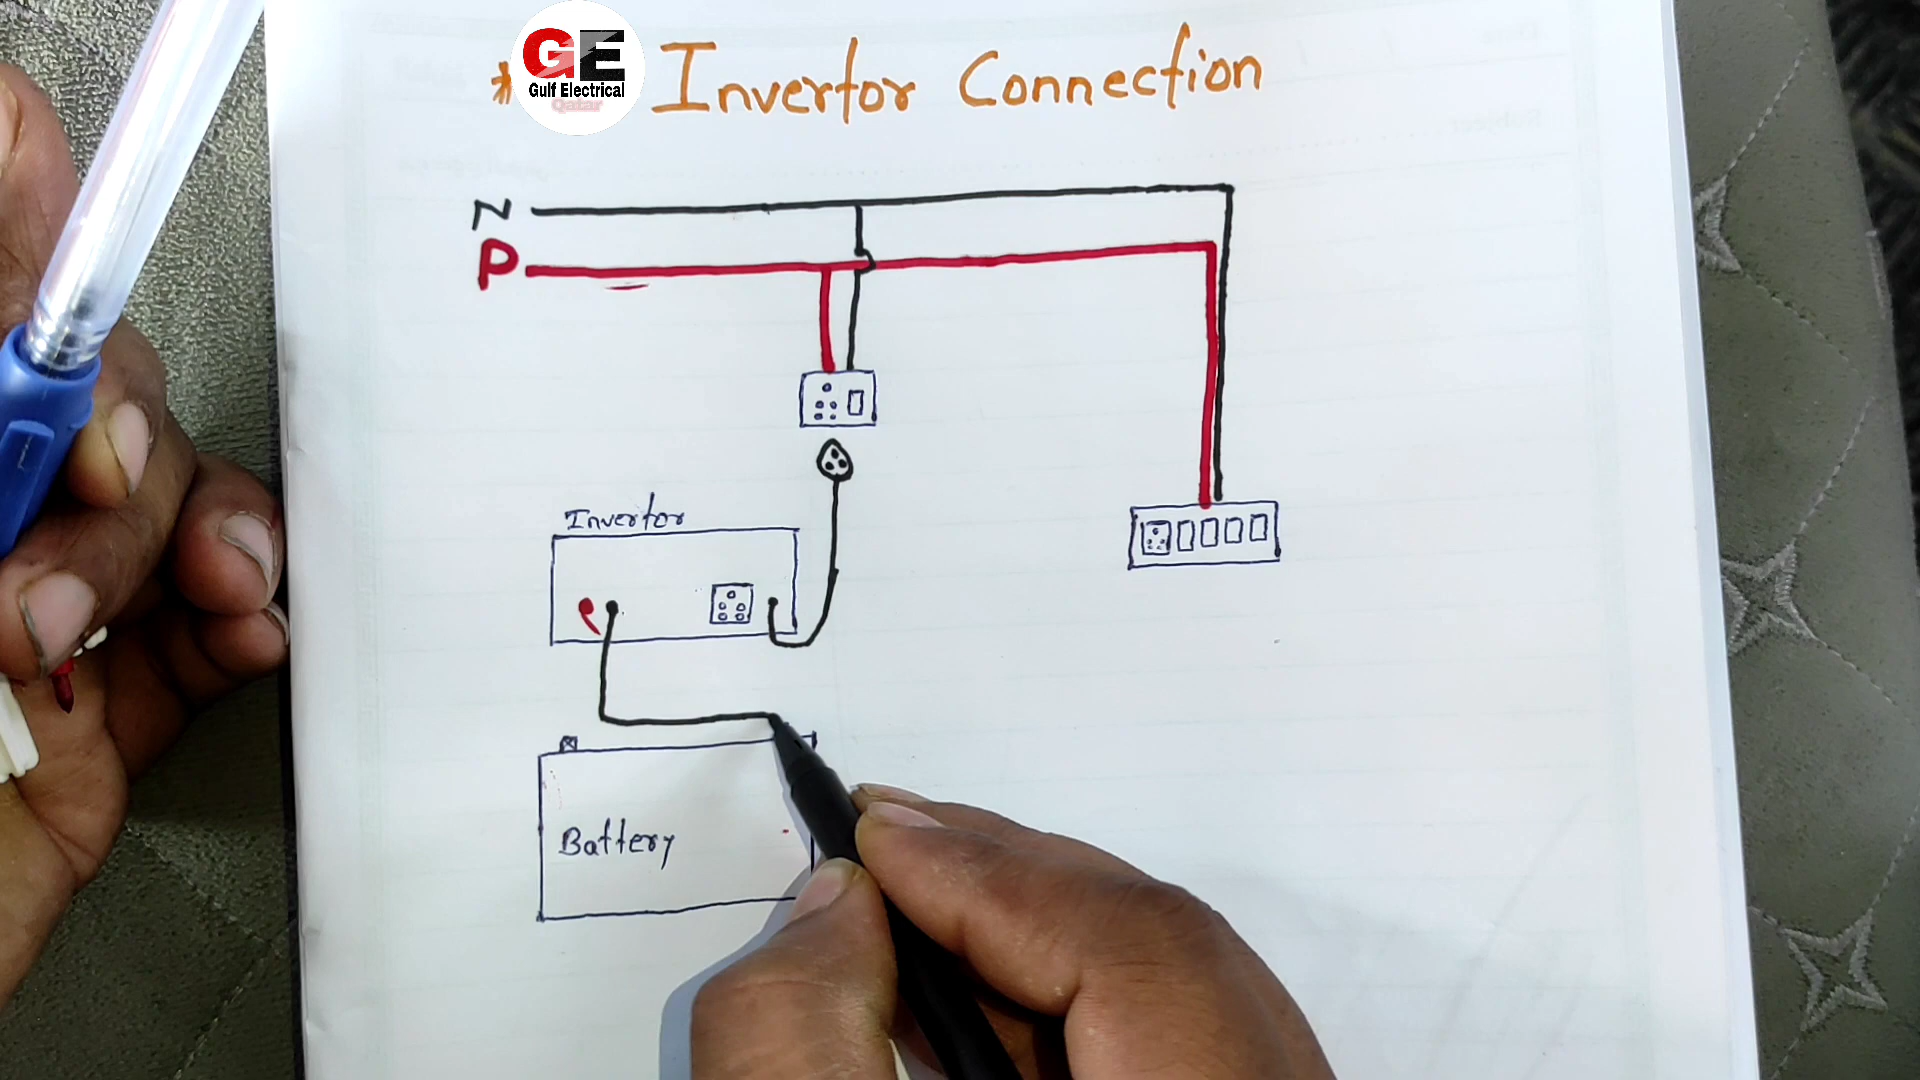 * Invertor Connection
GE
Gulf Electrical
Qatar
N
P
Invertor
Battery